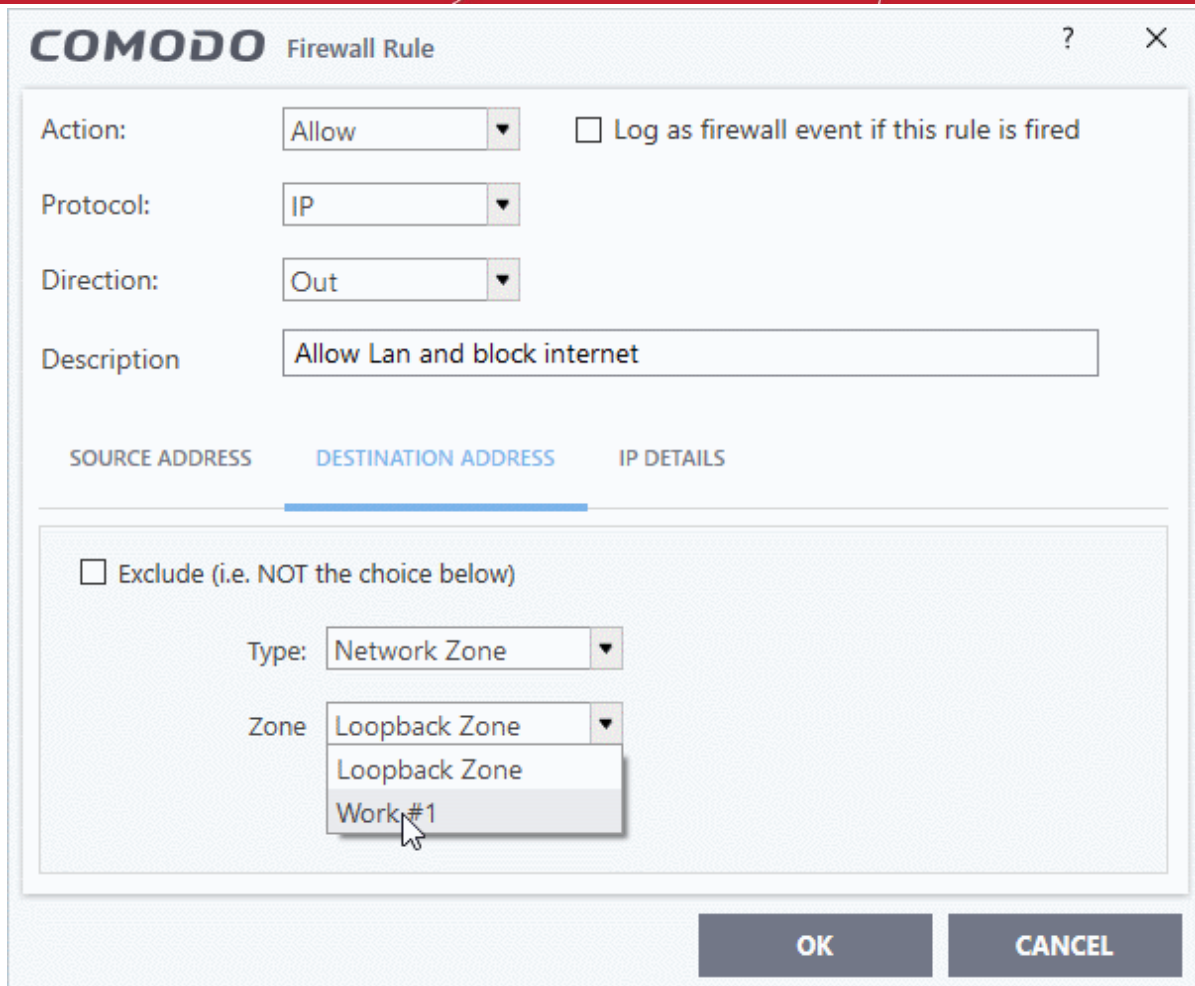 COMODO Firewall Rule ?
Action: Allow Log as firewall event if this rule is fired
Protocol: IP
Direction: Out
Description Allow Lan and block internet
SOURCE ADDRESS DESTINATION ADDRESS IP DETAILS
Exclude (i.e. NOT the choice below)
Type: Network Zone
Zone Loopback Zone
Loopback Zone
Work #1
OK CANCEL